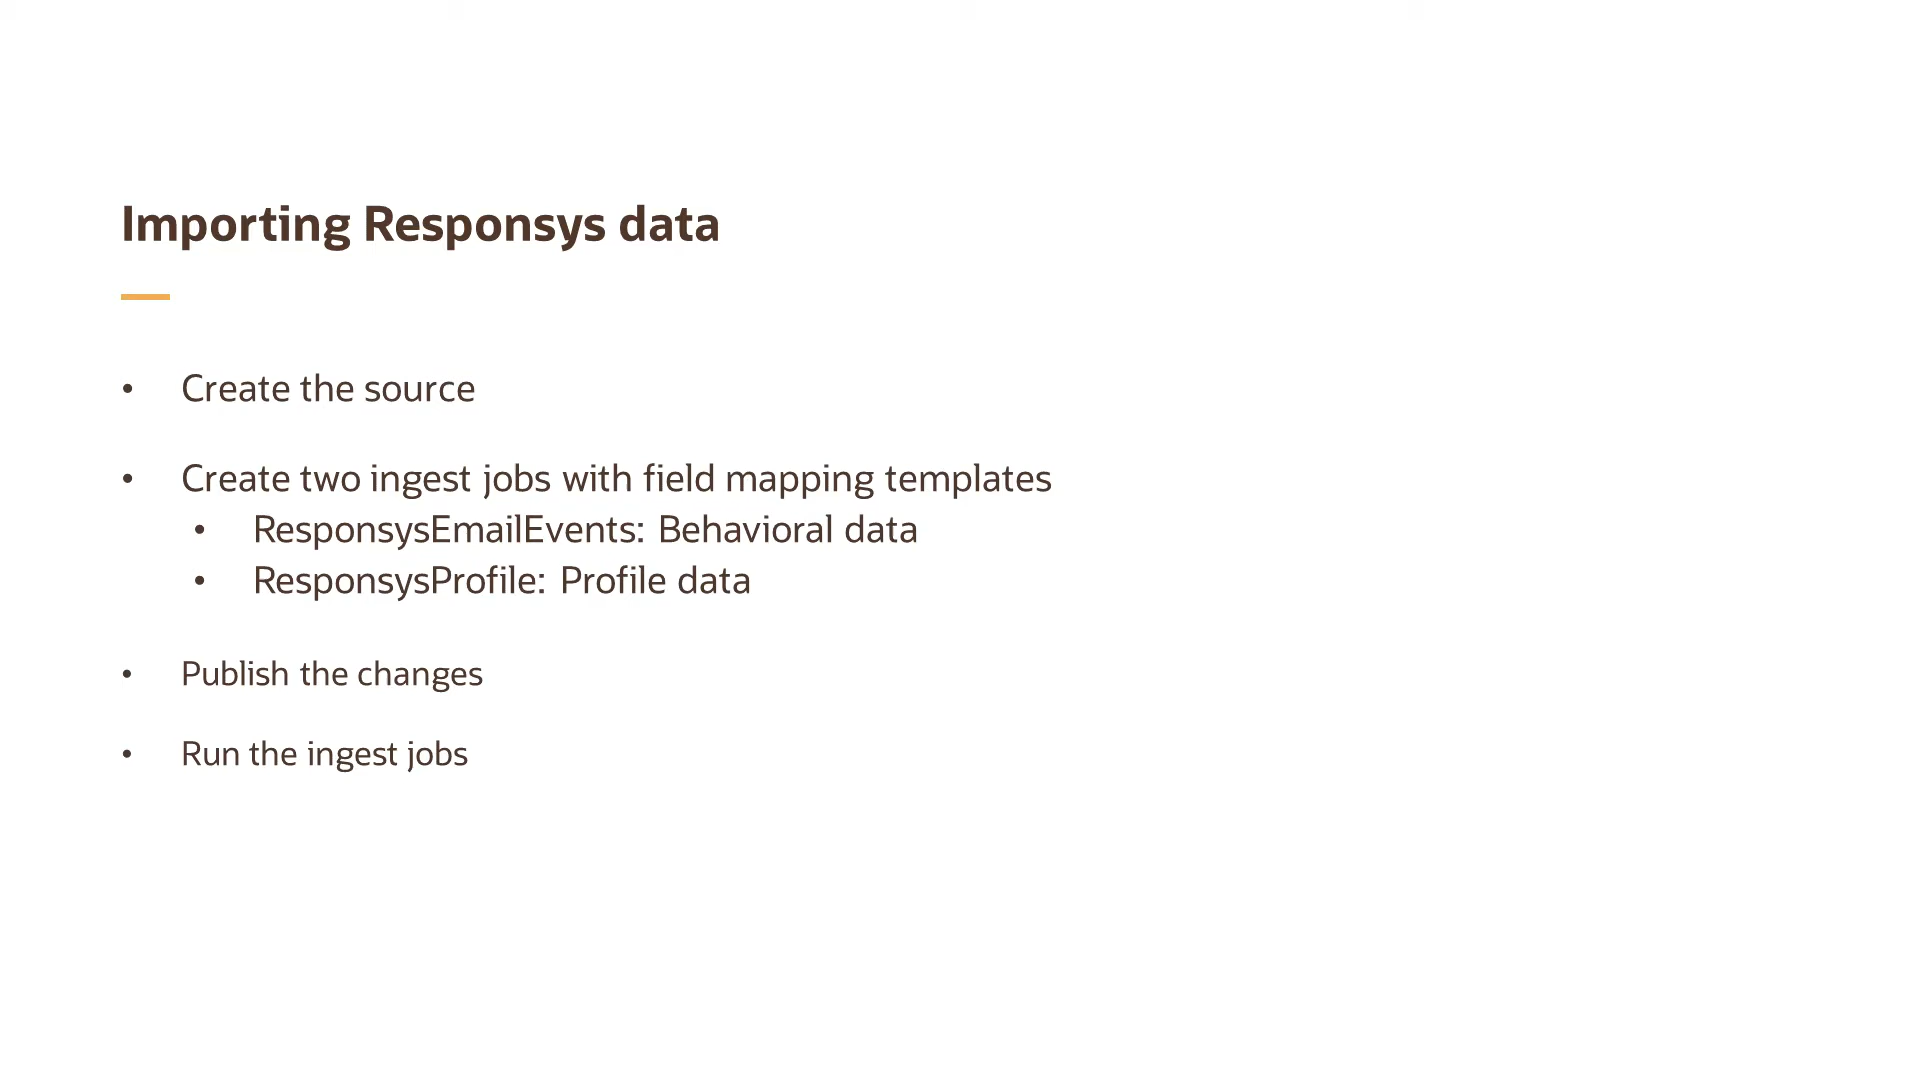 Importing Responsys data
• Create the source
• Create two ingest jobs with field mapping templates
• ResponsysEmailEvents: Behavioral data
• ResponsysProfile: Profile data
• Publish the changes
• Run the ingest jobs